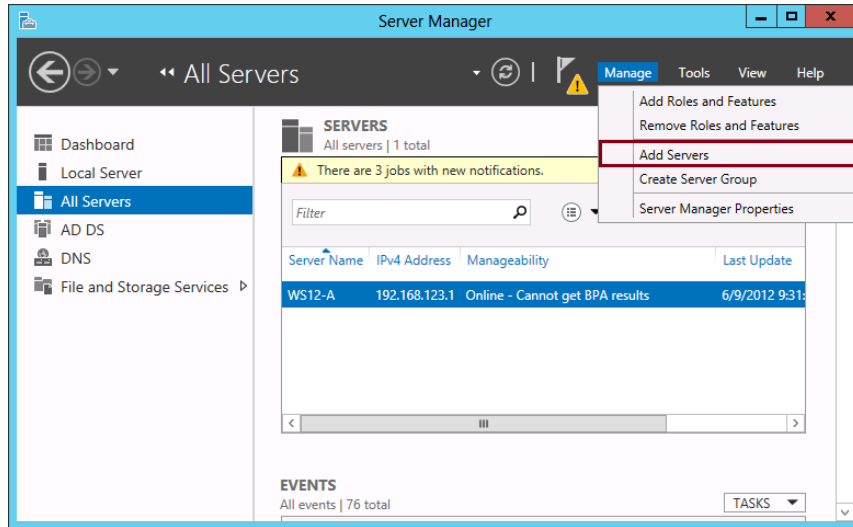 Server Manager
All Servers
Manage Tools View Help
Add Roles and Features
Remove Roles and Features
Add Servers
Create Server Group
Server Manager Properties
Dashboard
Local Server
All Servers
AD DS
DNS
File and Storage Services
SERVERS
All servers | 1 total
There are 3 jobs with new notifications.
Filter
Server Name IPv4 Address Manageability Last Update
WS12-A 192.168.123.1 Online - Cannot get BPA results 6/9/2012 9:31:
EVENTS
All events | 76 total
TASKS